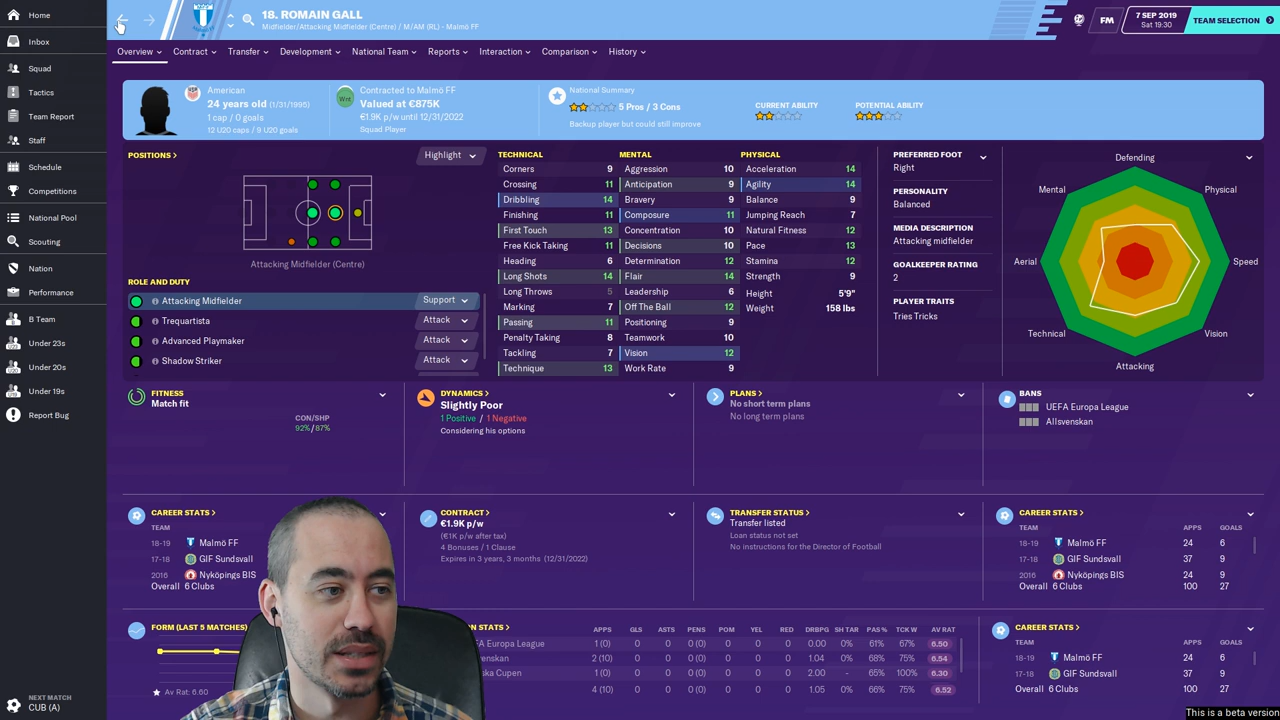 Home
Inbox
Squad
Tactics
Team Report
Staff
Schedule
Competitions
National Pool
Scouting
Nation
Performance
B Team
Under 23s
Under 20s
Under 19s
Report Bug
NEXT MATCH
CUB (A)
18. ROMAIN GALL
Midfielder/Attacking Midfielder (Centre) / M/AM (RL) - Malmö FF
FM
7 SEP 2019
Sat 19:30
TEAM SELECTION
Overview
Contract
Transfer
Development
National Team
Reports
Interaction
Comparison
History
American
24 years old (1/31/1995)
1 cap / 0 goals
12 U20 caps / 9 U20 goals
Wnt
Contracted to Malmö FF
Valued at €875K
€1.9K p/w until 12/31/2022
Squad Player
National Summary
5 Pros / 3 Cons
Backup player but could still improve
CURRENT ABILITY
POTENTIAL ABILITY
POSITIONS
Highlight
Attacking Midfielder (Centre)
ROLE AND DUTY
Attacking Midfielder Support
Trequartista Attack
Advanced Playmaker Attack
Shadow Striker Attack
TECHNICAL
Corners 9
Crossing 11
Dribbling 14
Finishing 11
First Touch 13
Free Kick Taking 11
Heading 6
Long Shots 14
Long Throws 5
Marking 7
Passing 11
Penalty Taking 8
Tackling 7
Technique 13
MENTAL
Aggression 10
Anticipation 9
Bravery 9
Composure 11
Concentration 10
Decisions 10
Determination 12
Flair 14
Leadership 6
Off The Ball 12
Positioning 9
Teamwork 10
Vision 12
Work Rate 9
PHYSICAL
Acceleration 14
Agility 14
Balance 9
Jumping Reach 7
Natural Fitness 12
Pace 13
Stamina 12
Strength 9
Height 5'9"
Weight 158 lbs
PREFERRED FOOT
Right
PERSONALITY
Balanced
MEDIA DESCRIPTION
Attacking midfielder
GOALKEEPER RATING
2
PLAYER TRAITS
Tries Tricks
Defending
Physical
Speed
Vision
Attacking
Technical
Aerial
Mental
FITNESS
Match fit
CON/SHP
92%/87%
DYNAMICS
Slightly Poor
1 Positive / 1 Negative
Considering his options
PLANS
No short term plans
No long term plans
BANS
UEFA Europa League
Allsvenskan
CAREER STATS
TEAM
18-19 Malmö FF
17-18 GIF Sundsvall
2016 Nyköpings BIS
Overall 6 Clubs
CONTRACT
€1.9K p/w
(€1K p/w after tax)
4 Bonuses / 1 Clause
Expires in 3 years, 3 months (12/31/2022)
TRANSFER STATUS
Transfer listed
Loan status not set
No instructions for the Director of Football
CAREER STATS
TEAM APPS GOALS
18-19 Malmö FF 24 6
17-18 GIF Sundsvall 37 9
2016 Nyköpings BIS 24 9
Overall 6 Clubs 100 27
FORM (LAST 5 MATCHES)
Av Rat: 6.60
STATS
APPS GLS ASTS PENS POM YEL RED DRBPG SH TAR PAS % TCK W AV RAT
Europa League 1 (0) 0 0 0 (0) 0 0 0 0.00 0% 61% 67% 6.50
2 (10) 0 0 0 (0) 0 0 0 1.04 0% 68% 75% 6.54
Cupen 1 (0) 0 0 0 (0) 0 0 0 2.00 - 65% 100% 6.30
4 (10) 0 0 0 (0) 0 0 0 1.05 0% 66% 75% 6.52
CAREER STATS
TEAM APPS GOALS
18-19 Malmö FF 24 6
17-18 GIF Sundsvall 37 9
Overall 6 Clubs 100 27
This is a beta version